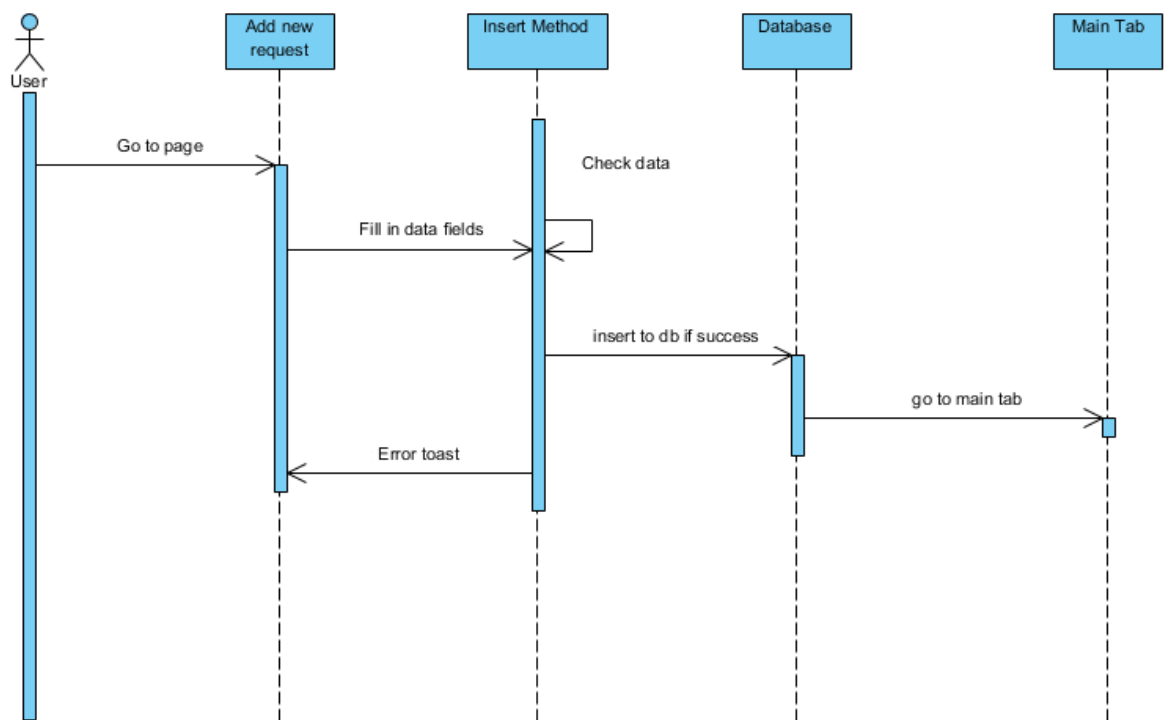 Add new
request
Insert Method
Database
Main Tab
User
Go to page
Check data
Fill in data fields
insert to db if success
go to main tab
Error toast